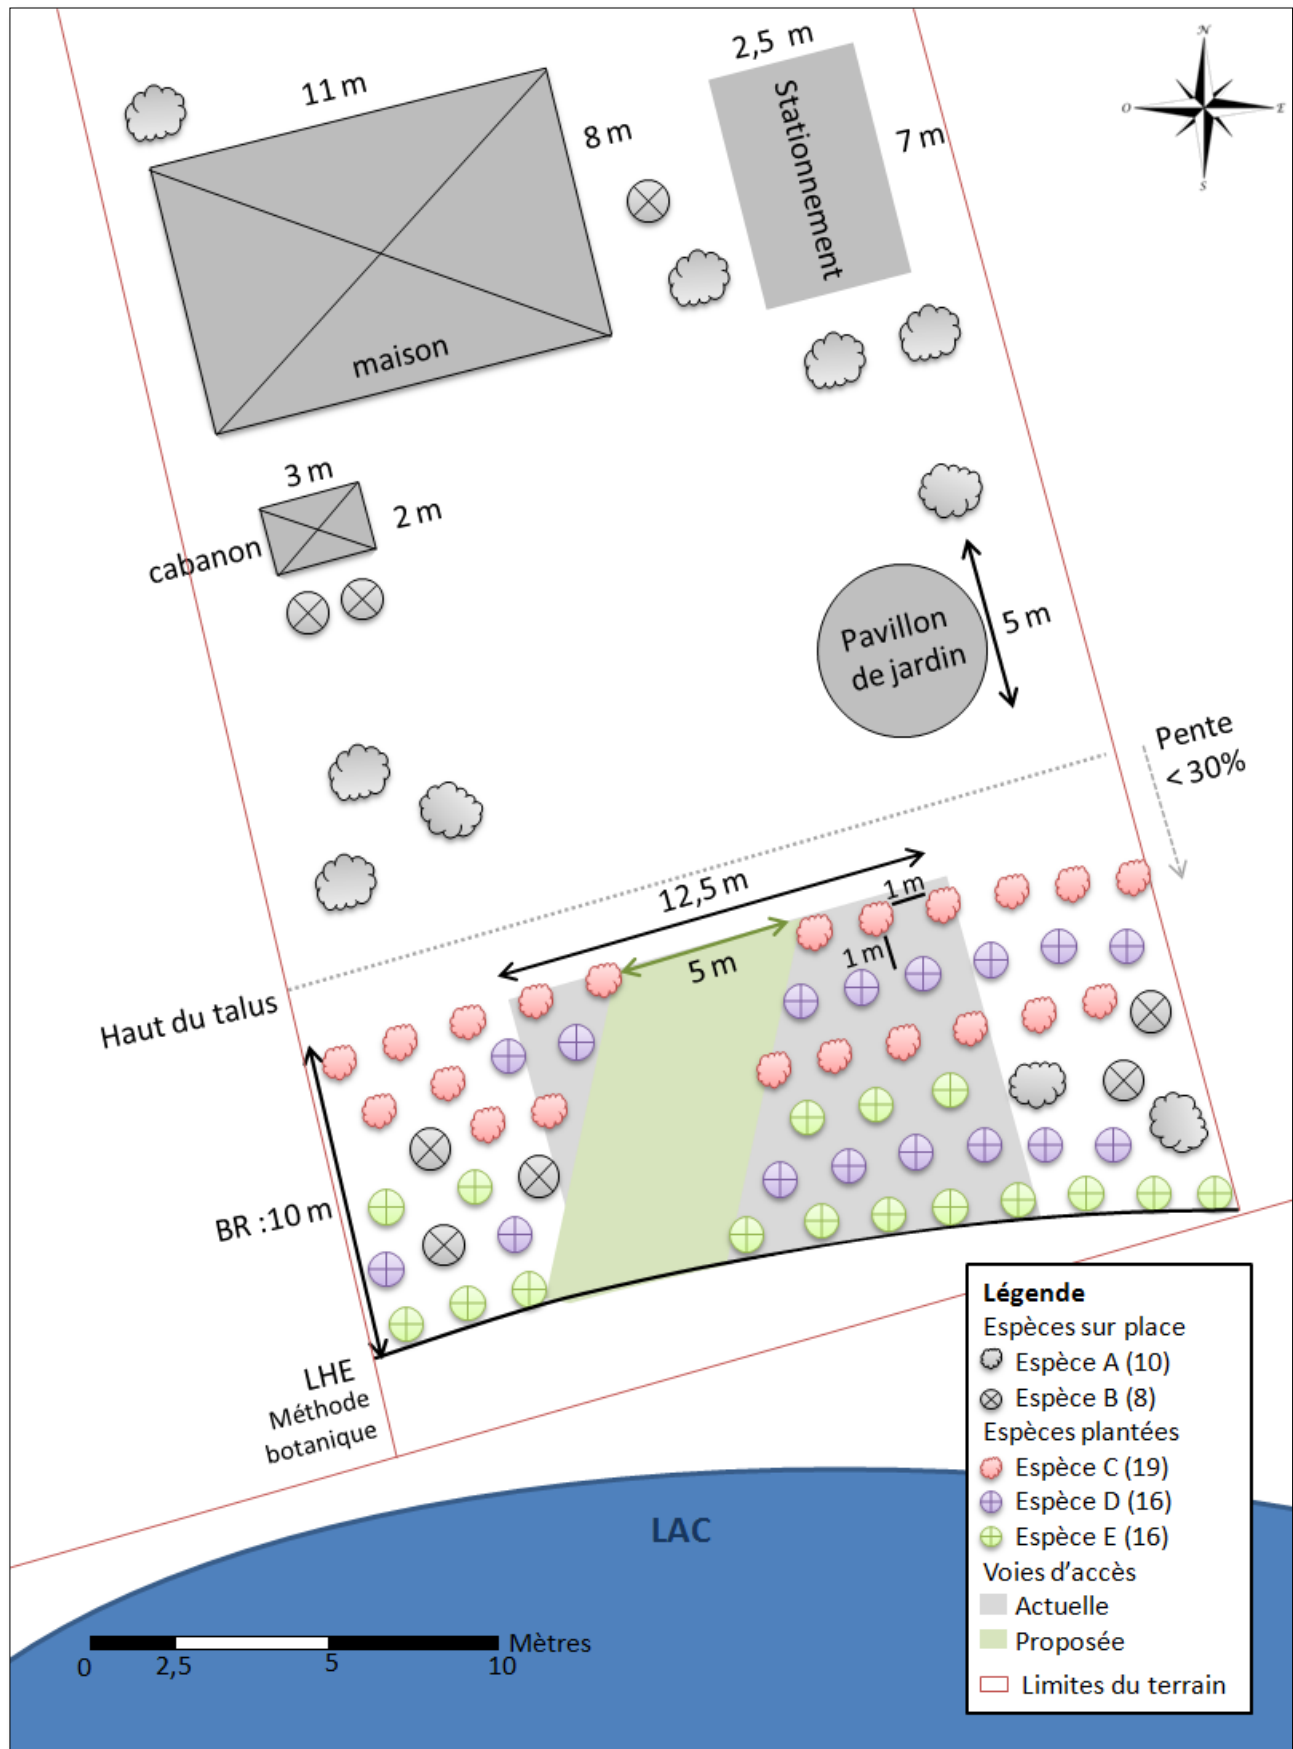 N
O
E
S
11 m
8 m
maison
2,5 m
Stationnement
7 m
3 m
2 m
cabanon
Pavillon
de jardin
5 m
Pente
< 30%
12,5 m
5 m
1 m
1 m
Haut du talus
BR :10 m
LHE
Méthode
botanique
LAC
0
2,5
5
10
Mètres
Légende
Espèces sur place
Espèce A (10)
Espèce B (8)
Espèces plantées
Espèce C (19)
Espèce D (16)
Espèce E (16)
Voies d'accès
Actuelle
Proposée
Limites du terrain